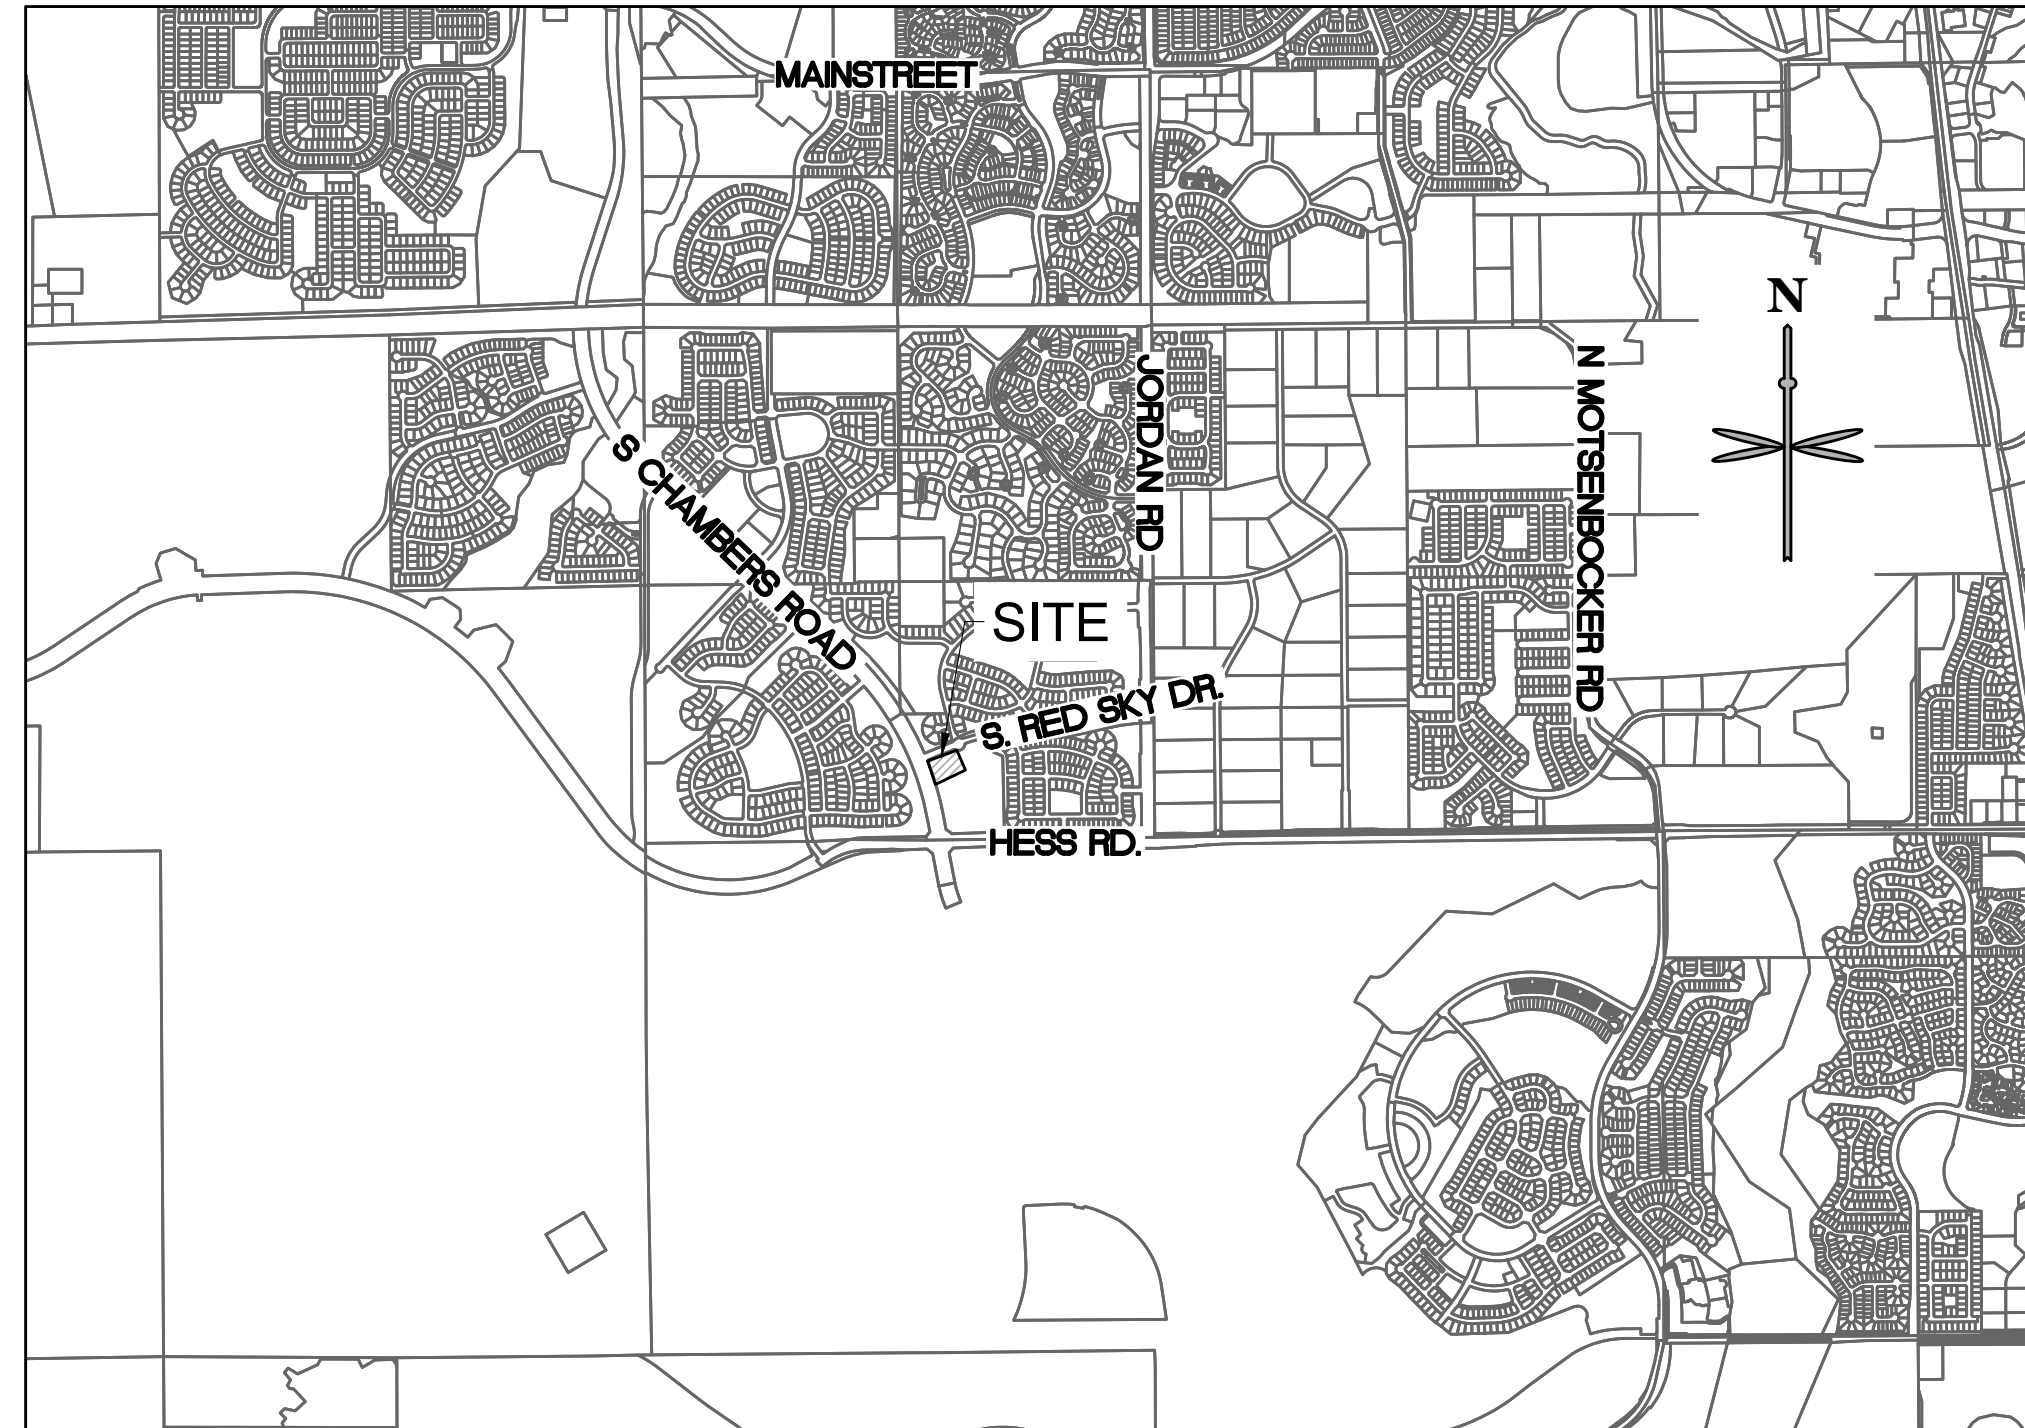 MAINSTREET
N
JORDAN RD
N MOTSENBOCKER RD
S CHAMBERS ROAD
SITE
S. RED SKY DR.
HESS RD.